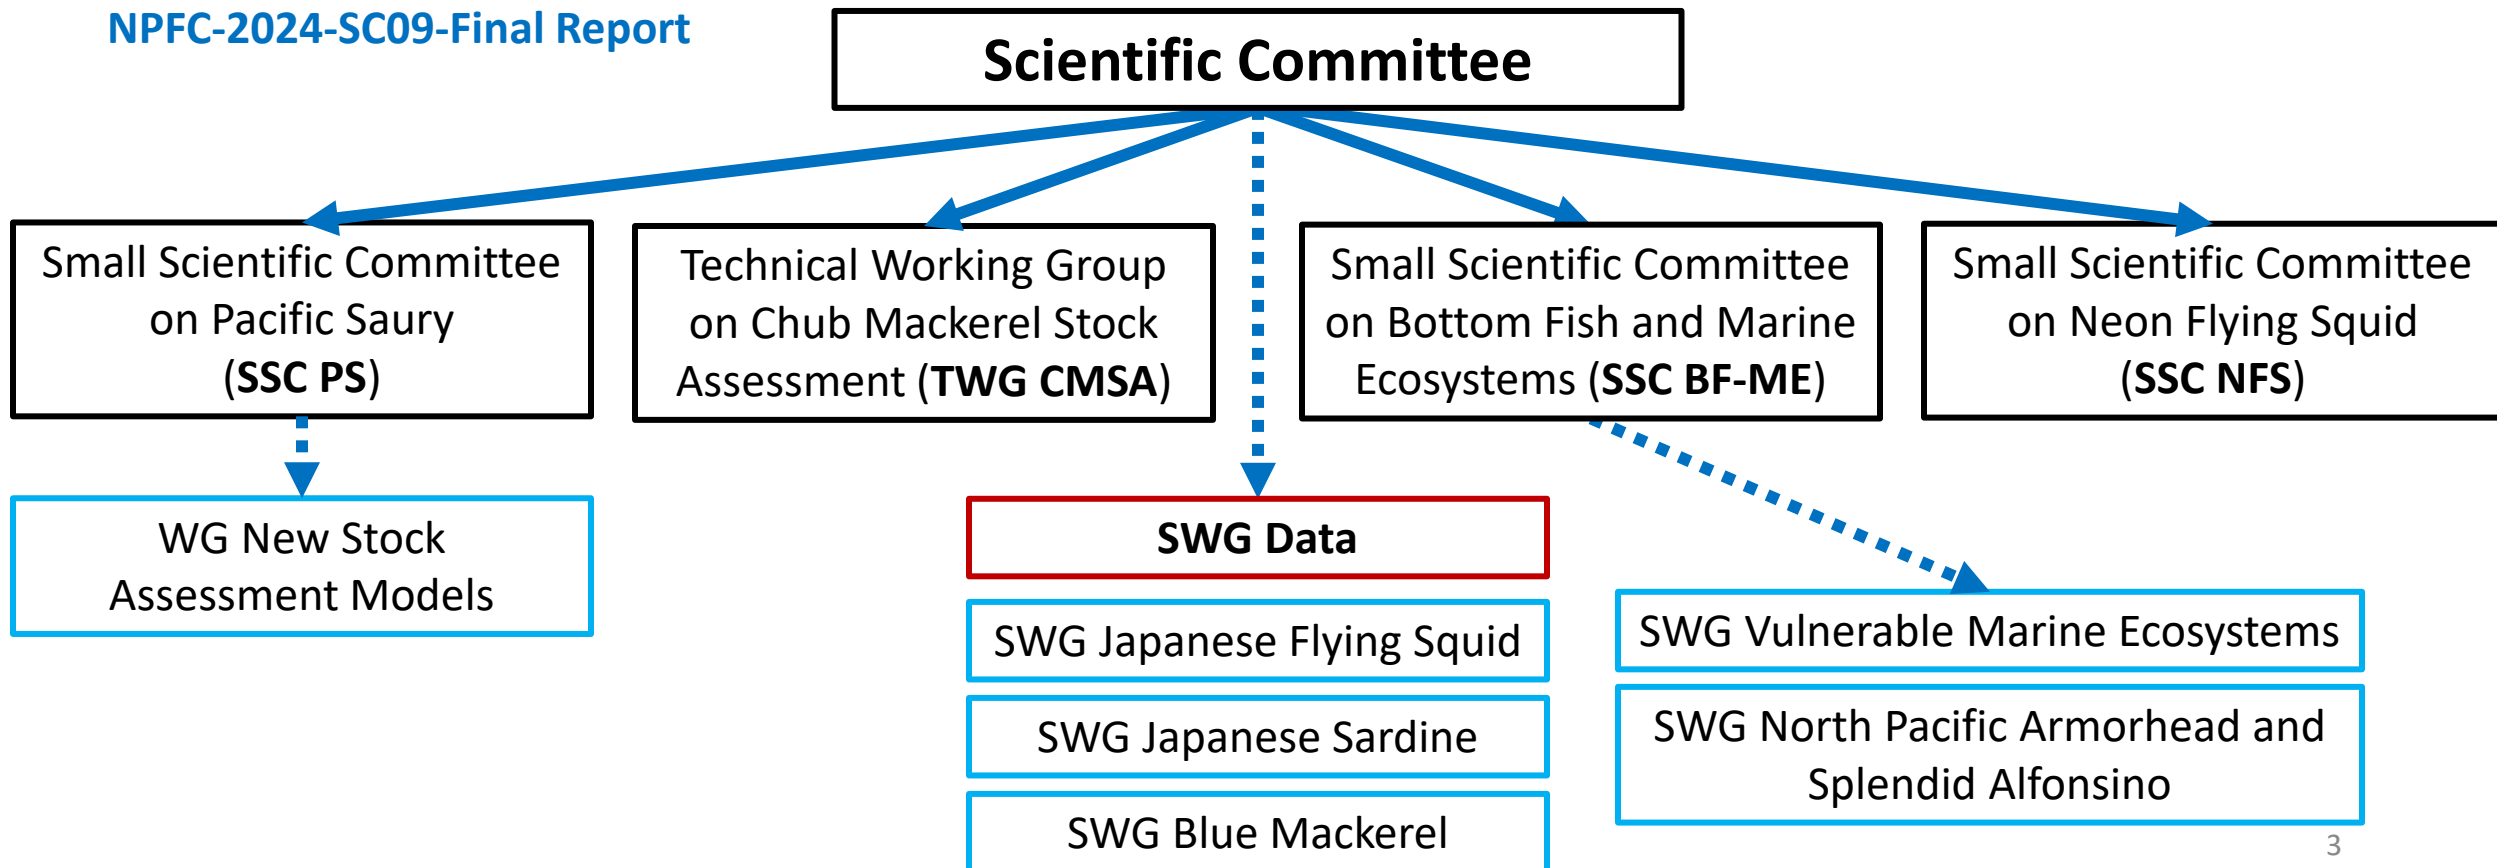 NPFC-2024-SC09-Final Report
Scientific Committee
Small Scientific Committee
on Pacific Saury
(SSC PS)
Technical Working Group
on Chub Mackerel Stock
Assessment (TWG CMSA)
Small Scientific Committee
on Bottom Fish and Marine
Ecosystems (SSC BF-ME)
Small Scientific Committee
on Neon Flying Squid
(SSC NFS)
WG New Stock
Assessment Models
SWG Data
SWG Japanese Flying Squid
SWG Japanese Sardine
SWG Blue Mackerel
SWG Vulnerable Marine Ecosystems
SWG North Pacific Armorhead and
Splendid Alfonsino
3